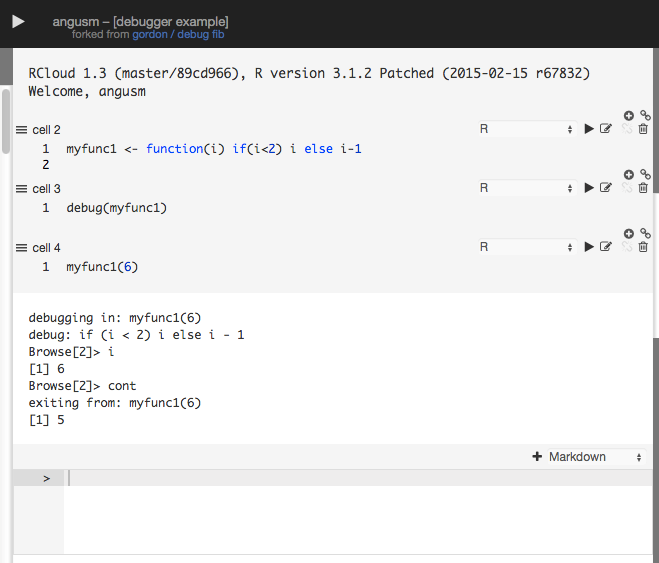 angusm – [debugger example]
forked from gordon / debug fib
RCloud 1.3 (master/89cd966), R version 3.1.2 Patched (2015-02-15 r67832)
Welcome, angusm
cell 2
R
1 myfunc1 <- function(i) if(i<2) i else i-1
2
cell 3
R
1 debug(myfunc1)
cell 4
R
1 myfunc1(6)
debugging in: myfunc1(6)
debug: if (i < 2) i else i - 1
Browse[2]> i
[1] 6
Browse[2]> cont
exiting from: myfunc1(6)
[1] 5
Markdown
>